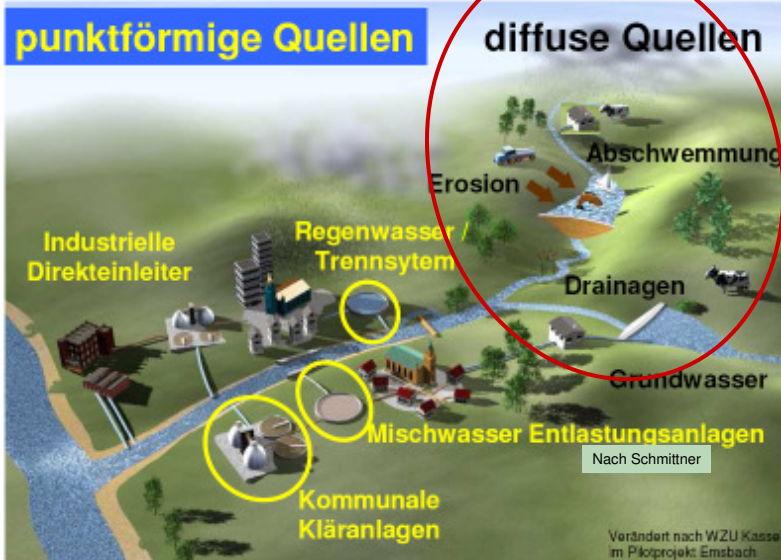 punktförmige Quellen
diffuse Quellen
Abschwemmung
Erosion
Regenwasser /
Trennsytem
Industrielle
Direkteinleiter
Drainagen
Grundwasser
Mischwasser Entlastungsanlagen
Nach Schmittner
Kommunale
Kläranlagen
Verändert nach WZU Kasse
im Pilotprojekt Emsbach